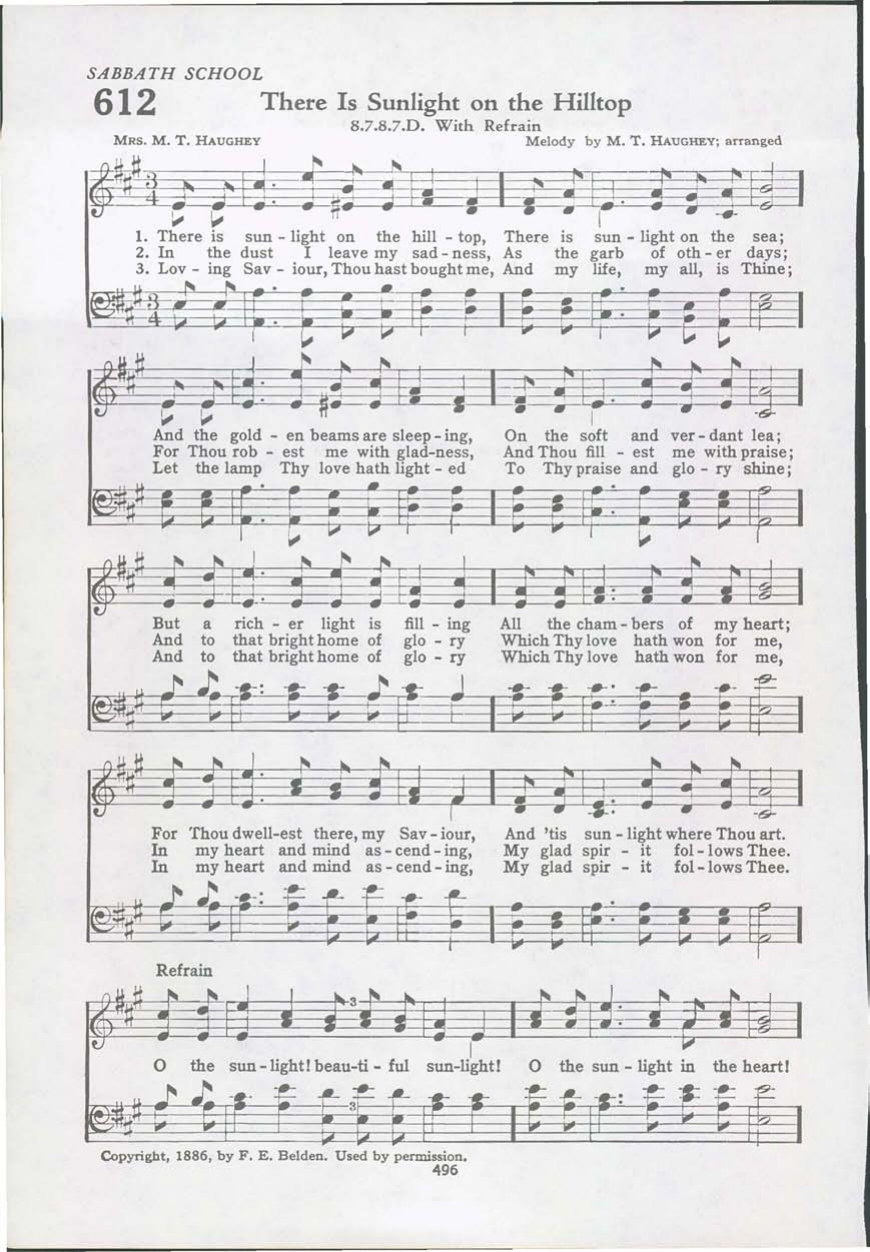 SABBATH SCHOOL
612 There Is Sunlight on the Hilltop
8.7.8.7.D. With Refrain
MRS. M. T. HAUGHEY Melody by M. T. HAUGHEY; arranged
3
4
1. There is sun - light on the hill - top, There is sun - light on the sea;
2. In the dust I leave my sad - ness, As the garb of oth - er days;
3. Lov - ing Sav - iour, Thou hast bought me, And my life, my all, is Thine;
3
4
And the gold - en beams are sleep - ing, On the soft and ver - dant lea;
For Thou rob - est me with glad-ness, And Thou fill - est me with praise;
Let the lamp Thy love hath light - ed To Thy praise and glo - ry shine;
But a rich - er light is fill - ing All the cham - bers of my heart;
And to that bright home of glo - ry Which Thy love hath won for me,
And to that bright home of glo - ry Which Thy love hath won for me,
For Thou dwell-est there, my Sav - iour, And 'tis sun - light where Thou art.
In my heart and mind as - cend - ing, My glad spir - it fol - lows Thee.
In my heart and mind as - cend - ing, My glad spir - it fol - lows Thee.
Refrain
3
O the sun - light! beau-ti - ful sun-light! O the sun - light in the heart!
3
Copyright, 1886, by F. E. Belden. Used by permission.
496